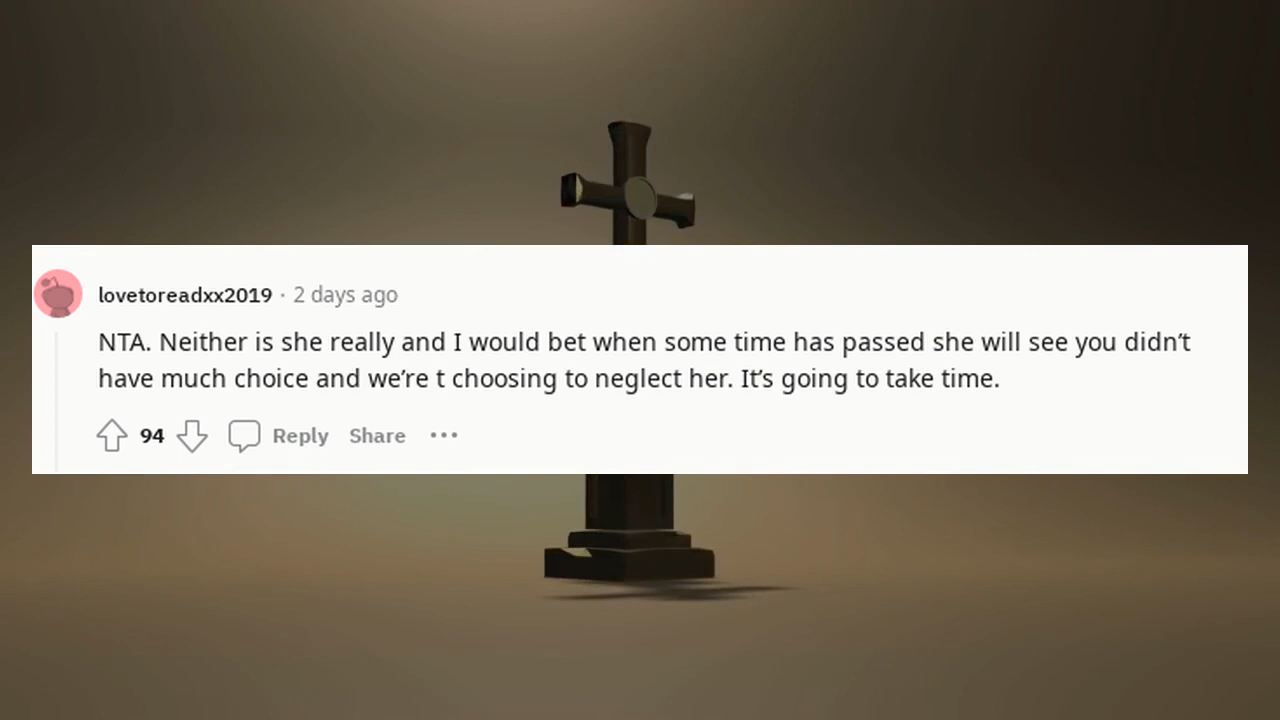 lovetoreadxx2019 · 2 days ago
NTA. Neither is she really and I would bet when some time has passed she will see you didn’t
have much choice and we’re t choosing to neglect her. It’s going to take time.
94 Reply Share ···